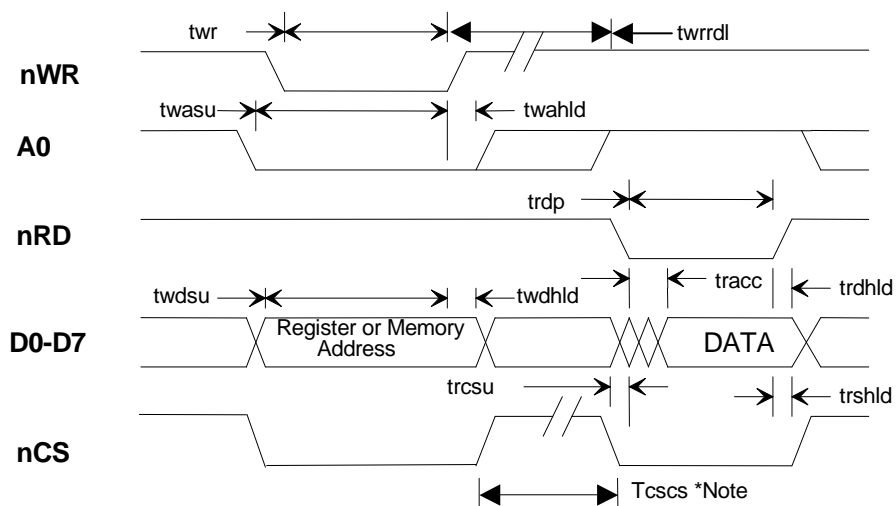 twr
twrrdl
nWR
twasu
twahld
A0
trdp
nRD
tracc
twdsu
twdhld
trdhld
D0-D7
Register or Memory
Address
DATA
trcsu
trshld
nCS
Tcscs *Note